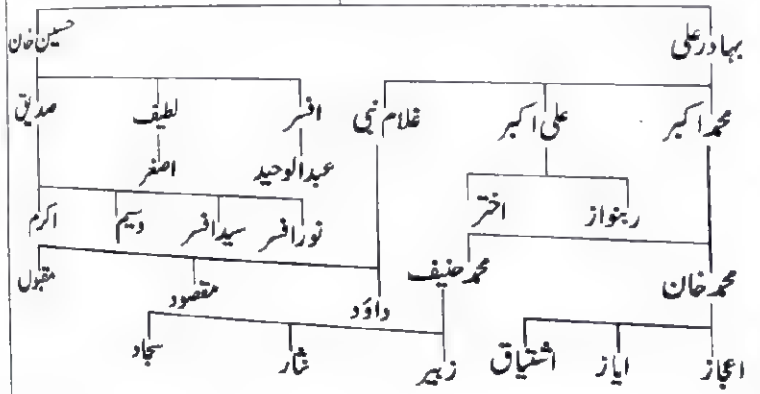 بہادر علی حسین خان
محمد اکبر علی اکبر غلام نبی افسر لطیف صدیق
عبدالوحید اصغر
ربنواز اختر نور افسر سید افسر وسیم اکرم
محمد خان محمد حنیف داؤد مقصود مقبول
اعجاز ایاز اشتیاق زہیر نثار سجاد